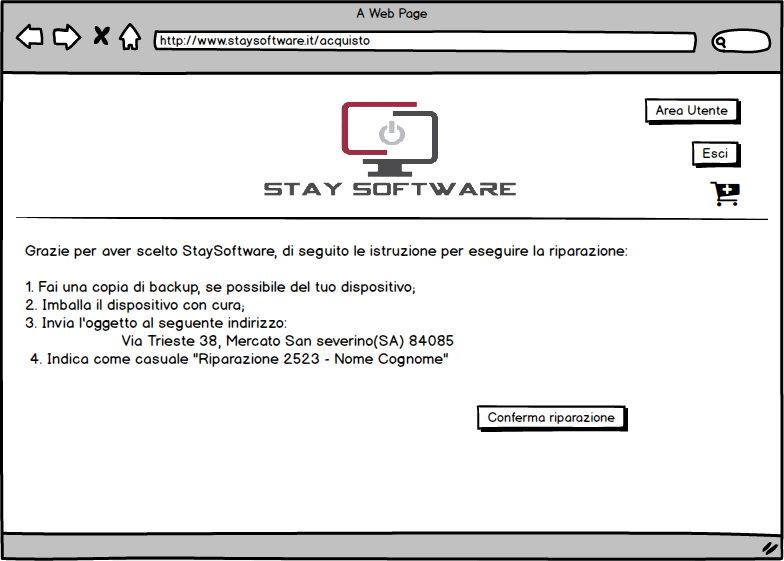 A Web Page
http://www.staysoftware.it/acquisto
Area Utente
Esci
STAY SOFTWARE
Grazie per aver scelto StaySoftware, di seguito le istruzione per eseguire la riparazione:
1. Fai una copia di backup, se possibile del tuo dispositivo;
2. Imballa il dispositivo con cura;
3. Invia l'oggetto al seguente indirizzo:
Via Trieste 38, Mercato San severino(SA) 84085
4. Indica come casuale "Riparazione 2523 - Nome Cognome"
Conferma riparazione